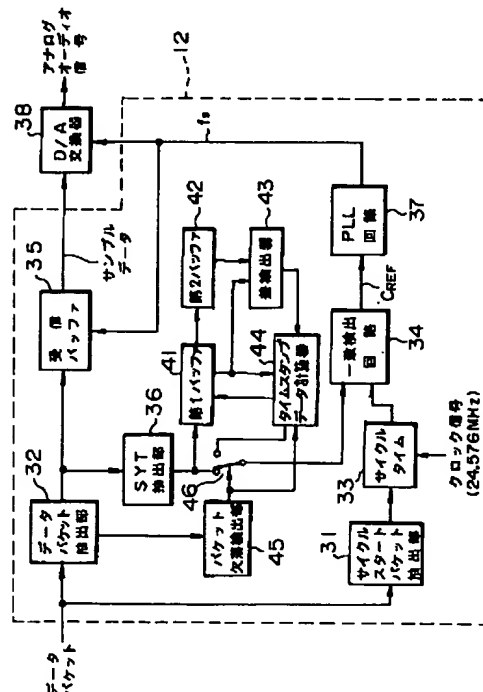 データ
パケット
32
データ
パケット
抽出部
35
受信
バッファ
サンプル
データ
38
D/A
変換器
アナログ
オーディオ
信号
12
36
SYT
抽出部
41
第1バッファ
42
第2バッファ
43
差検出部
44
タイムスタンプ
データ計算器
46
パケット
欠落検出部
45
31
サイクル
スタート
パケット
抽出部
33
サイクル
タイム
クロック信号
(24.576MHz)
34
一致検出
回路
CREF
37
PLL
回路
fs